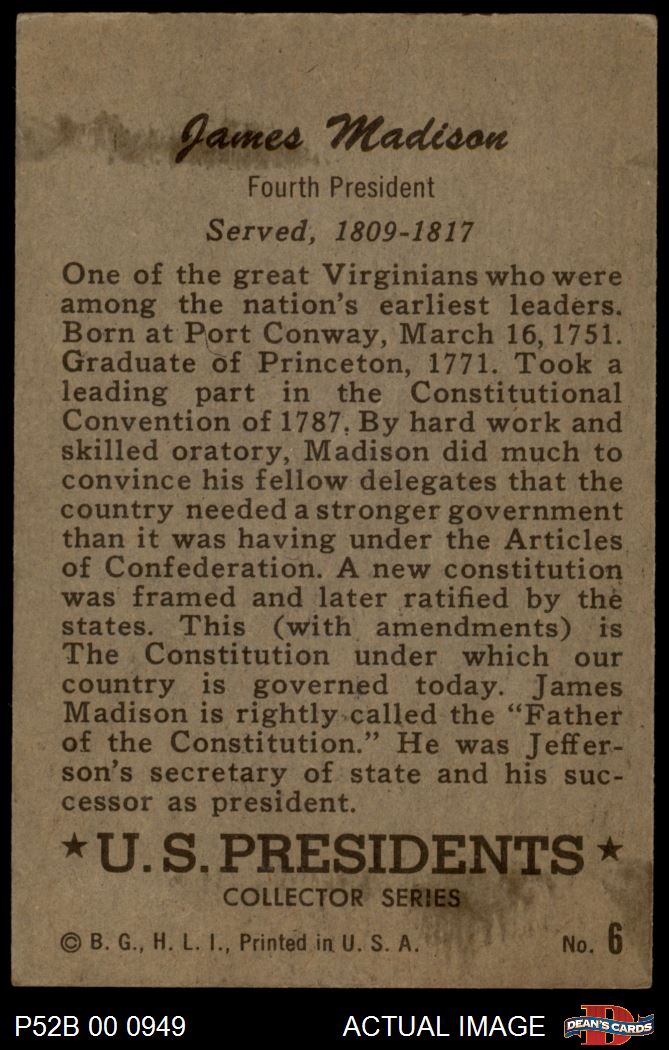 James Madison
Fourth President
Served, 1809-1817
One of the great Virginians who were
among the nation's earliest leaders.
Born at Port Conway, March 16, 1751.
Graduate of Princeton, 1771. Took a
leading part in the Constitutional
Convention of 1787. By hard work and
skilled oratory, Madison did much to
convince his fellow delegates that the
country needed a stronger government
than it was having under the Articles
of Confederation. A new constitution
was framed and later ratified by the
states. This (with amendments) is
The Constitution under which our
country is governed today. James
Madison is rightly called the "Father
of the Constitution." He was Jeffer-
son's secretary of state and his suc-
cessor as president.
★ U.S. PRESIDENTS ★
COLLECTOR SERIES
© B. G., H. L. I., Printed in U. S. A. No. 6
P52B 00 0949 ACTUAL IMAGE D DEAN'S CARDS